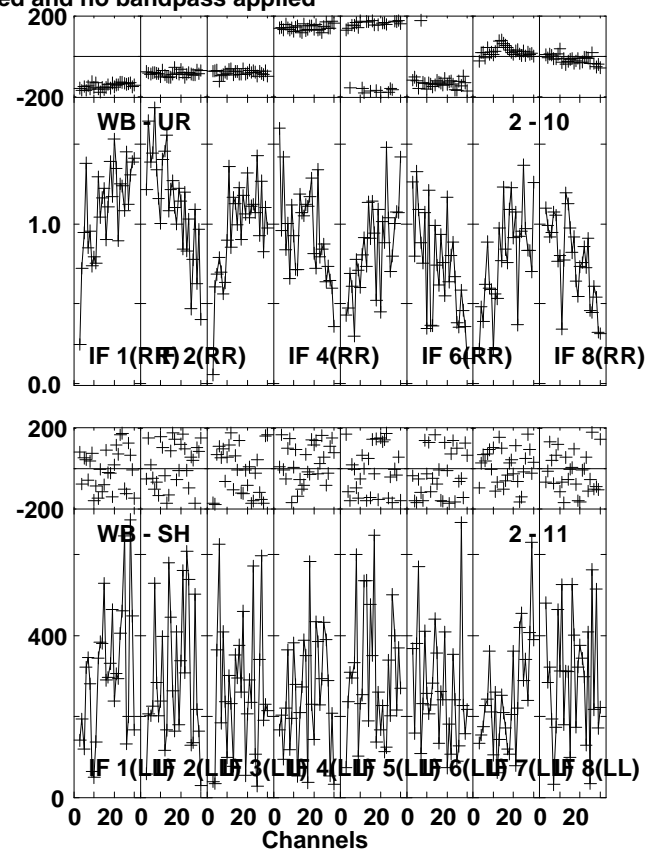 ed and no bandpass applied
200
-200
WB - UR 2 - 10
1.0
IF 1(RR) IF 2(RR) IF 4(RR) IF 6(RR) IF 8(RR)
0.0
200
-200
WB - SH 2 - 11
400
IF 1(LL) IF 2(LL) IF 3(LL) IF 4(LL) IF 5(LL) IF 6(LL) IF 7(LL) IF 8(LL)
0
0 20 0 20 0 20 0 20 0 20 0 20 0 20 0 20
Channels